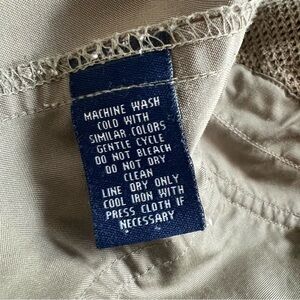 MACHINE WASH
COLD WITH
SIMILAR COLORS
GENTLE CYCLE
DO NOT BLEACH
DO NOT DRY
CLEAN
LINE DRY ONLY
COOL IRON WITH
PRESS CLOTH IF
NECESSARY